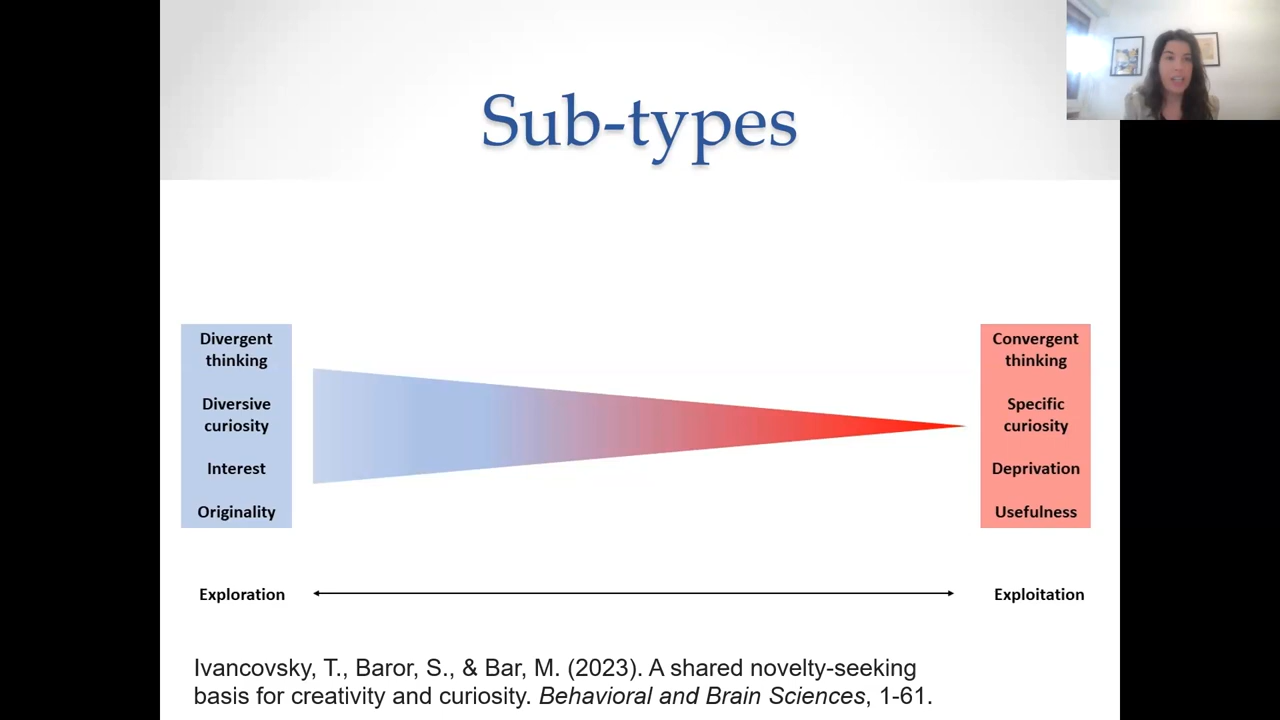 Sub-types
Divergent
thinking
Diversive
curiosity
Interest
Originality
Convergent
thinking
Specific
curiosity
Deprivation
Usefulness
Exploration
Exploitation
Ivancovsky, T., Baror, S., & Bar, M. (2023). A shared novelty-seeking
basis for creativity and curiosity. Behavioral and Brain Sciences, 1-61.